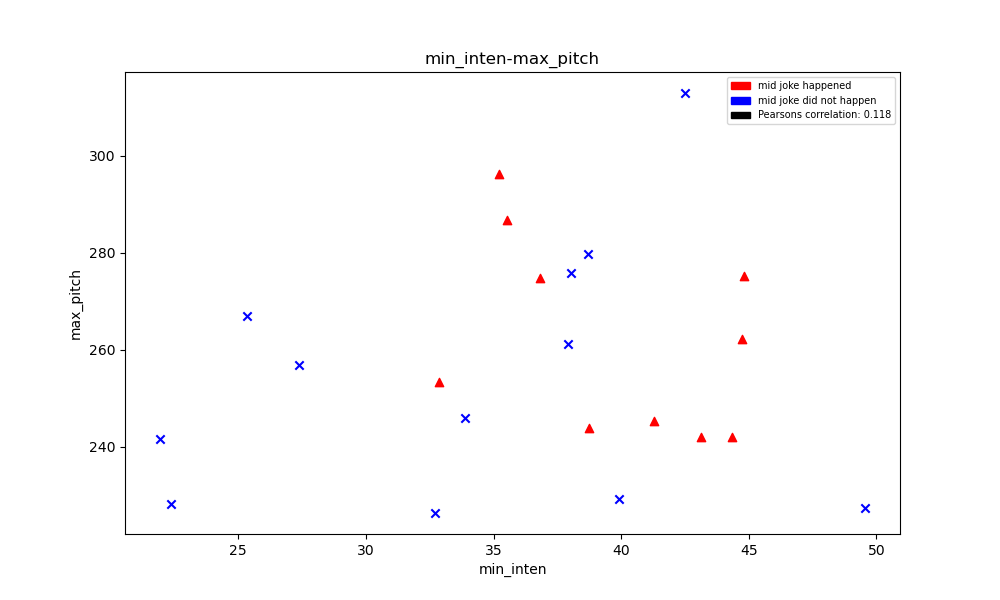 min_inten-max_pitch
mid joke happened
mid joke did not happen
Pearsons correlation: 0.118
300
280
260
240
max_pitch
25
30
35
40
45
50
min_inten